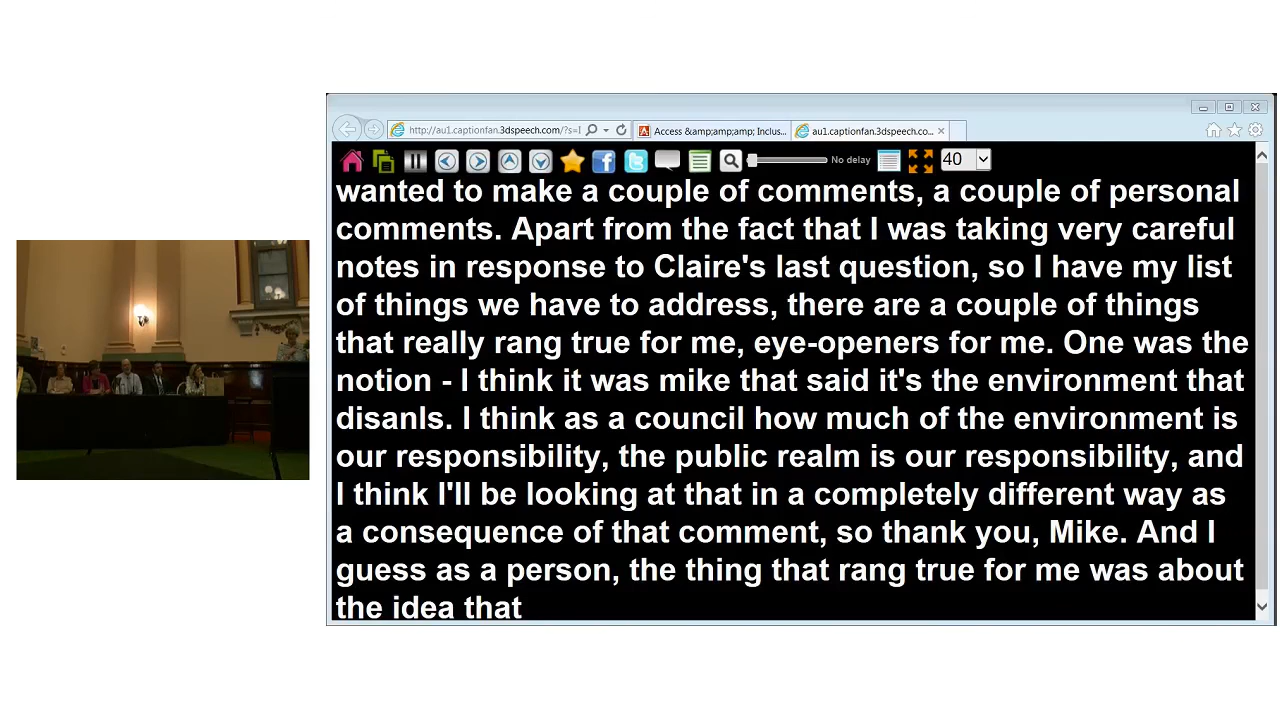 http://au1.captionfan.3dspeech.com/?s=
Access &amp;amp;amp; Inclus...
au1.captionfan.3dspeech.co...
No delay
40
wanted to make a couple of comments, a couple of personal
comments. Apart from the fact that I was taking very careful
notes in response to Claire's last question, so I have my list
of things we have to address, there are a couple of things
that really rang true for me, eye-openers for me. One was the
notion - I think it was mike that said it's the environment that
disanls. I think as a council how much of the environment is
our responsibility, the public realm is our responsibility, and
I think I'll be looking at that in a completely different way as
a consequence of that comment, so thank you, Mike. And I
guess as a person, the thing that rang true for me was about
the idea that